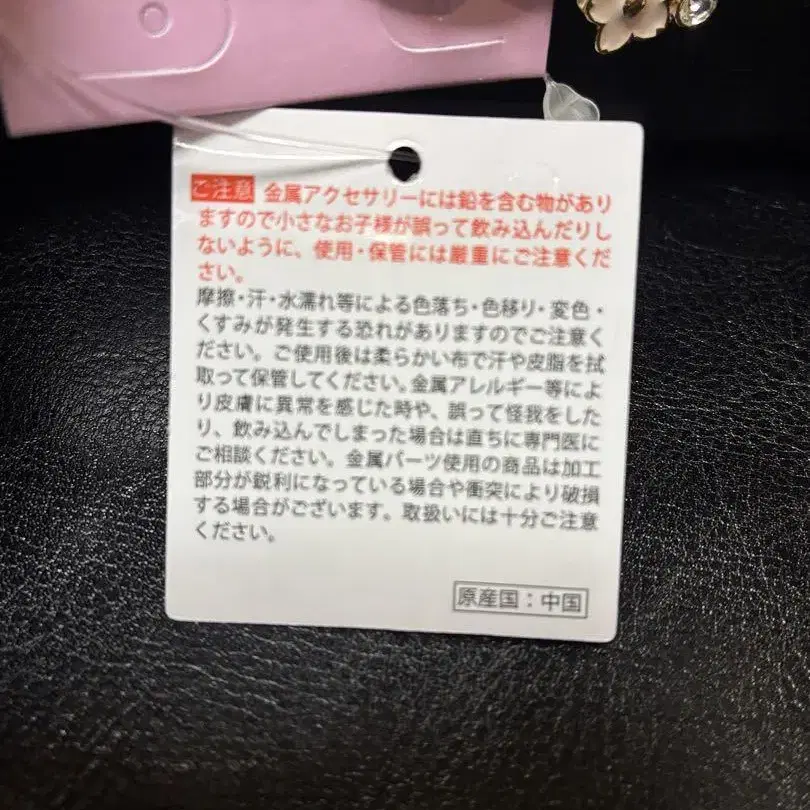 ご注意 金属アクセサリーには鉛を含む物があり
ますので小さなお子様が誤って飲み込んだりし
ないように、使用・保管には厳重にご注意くだ
さい。
摩擦・汗・水濡れ等による色落ち・色移り・変色・
くすみが発生する恐れがありますのでご注意く
ださい。ご使用後は柔らかい布で汗や皮脂を拭
取って保管してください。金属アレルギー等によ
り皮膚に異常を感じた時や、誤って怪我をした
り、飲み込んでしまった場合は直ちに専門医に
ご相談ください。金属パーツ使用の商品は加工
部分が鋭利になっている場合や衝突により破損
する場合がございます。取扱いには十分ご注意
ください。
原産国：中国